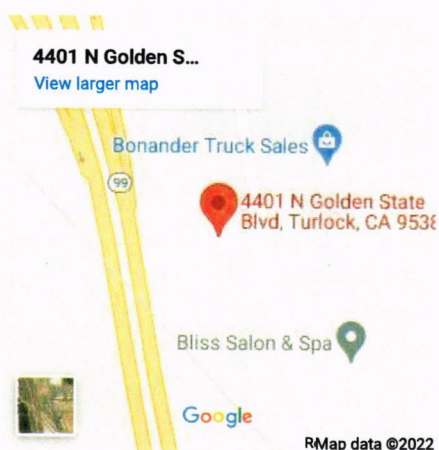 4401 N Golden S...
View larger map
Bonander Truck Sales
99
4401 N Golden State
Blvd, Turlock, CA 9538
Bliss Salon & Spa
Google
Map data ©2022